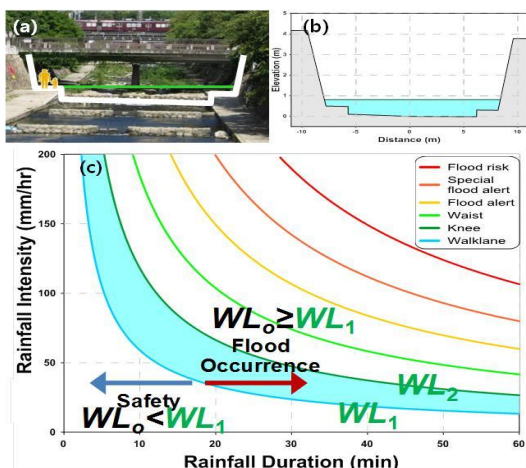 (a)
(b)
Elevation (m)
5
4
3
2
1
0
-1
-10
-5
0
5
10
Distance (m)
(c)
Rainfall Intensity (mm/hr)
200
150
100
50
0
Flood risk
Special
flood alert
Flood alert
Waist
Knee
Walklane
WLo≥WL1
Flood
Occurrence
Safety
WLo<WL1
WL2
WL1
0
10
20
30
40
50
60
Rainfall Duration (min)